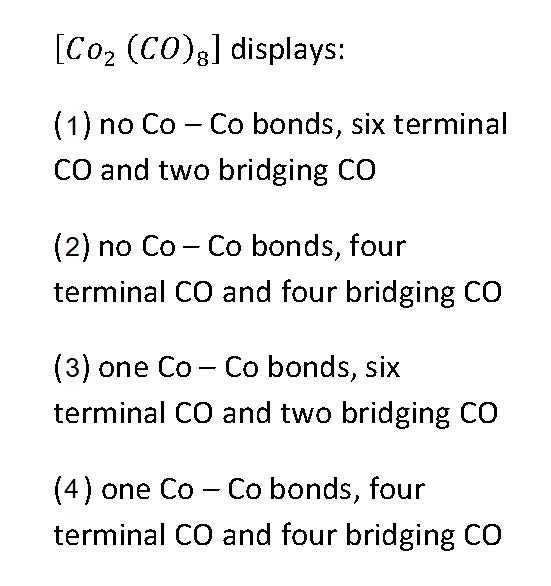 [Co₂ (CO)₈] displays:
(1) no Co – Co bonds, six terminal
CO and two bridging CO
(2) no Co – Co bonds, four
terminal CO and four bridging CO
(3) one Co – Co bonds, six
terminal CO and two bridging CO
(4) one Co – Co bonds, four
terminal CO and four bridging CO